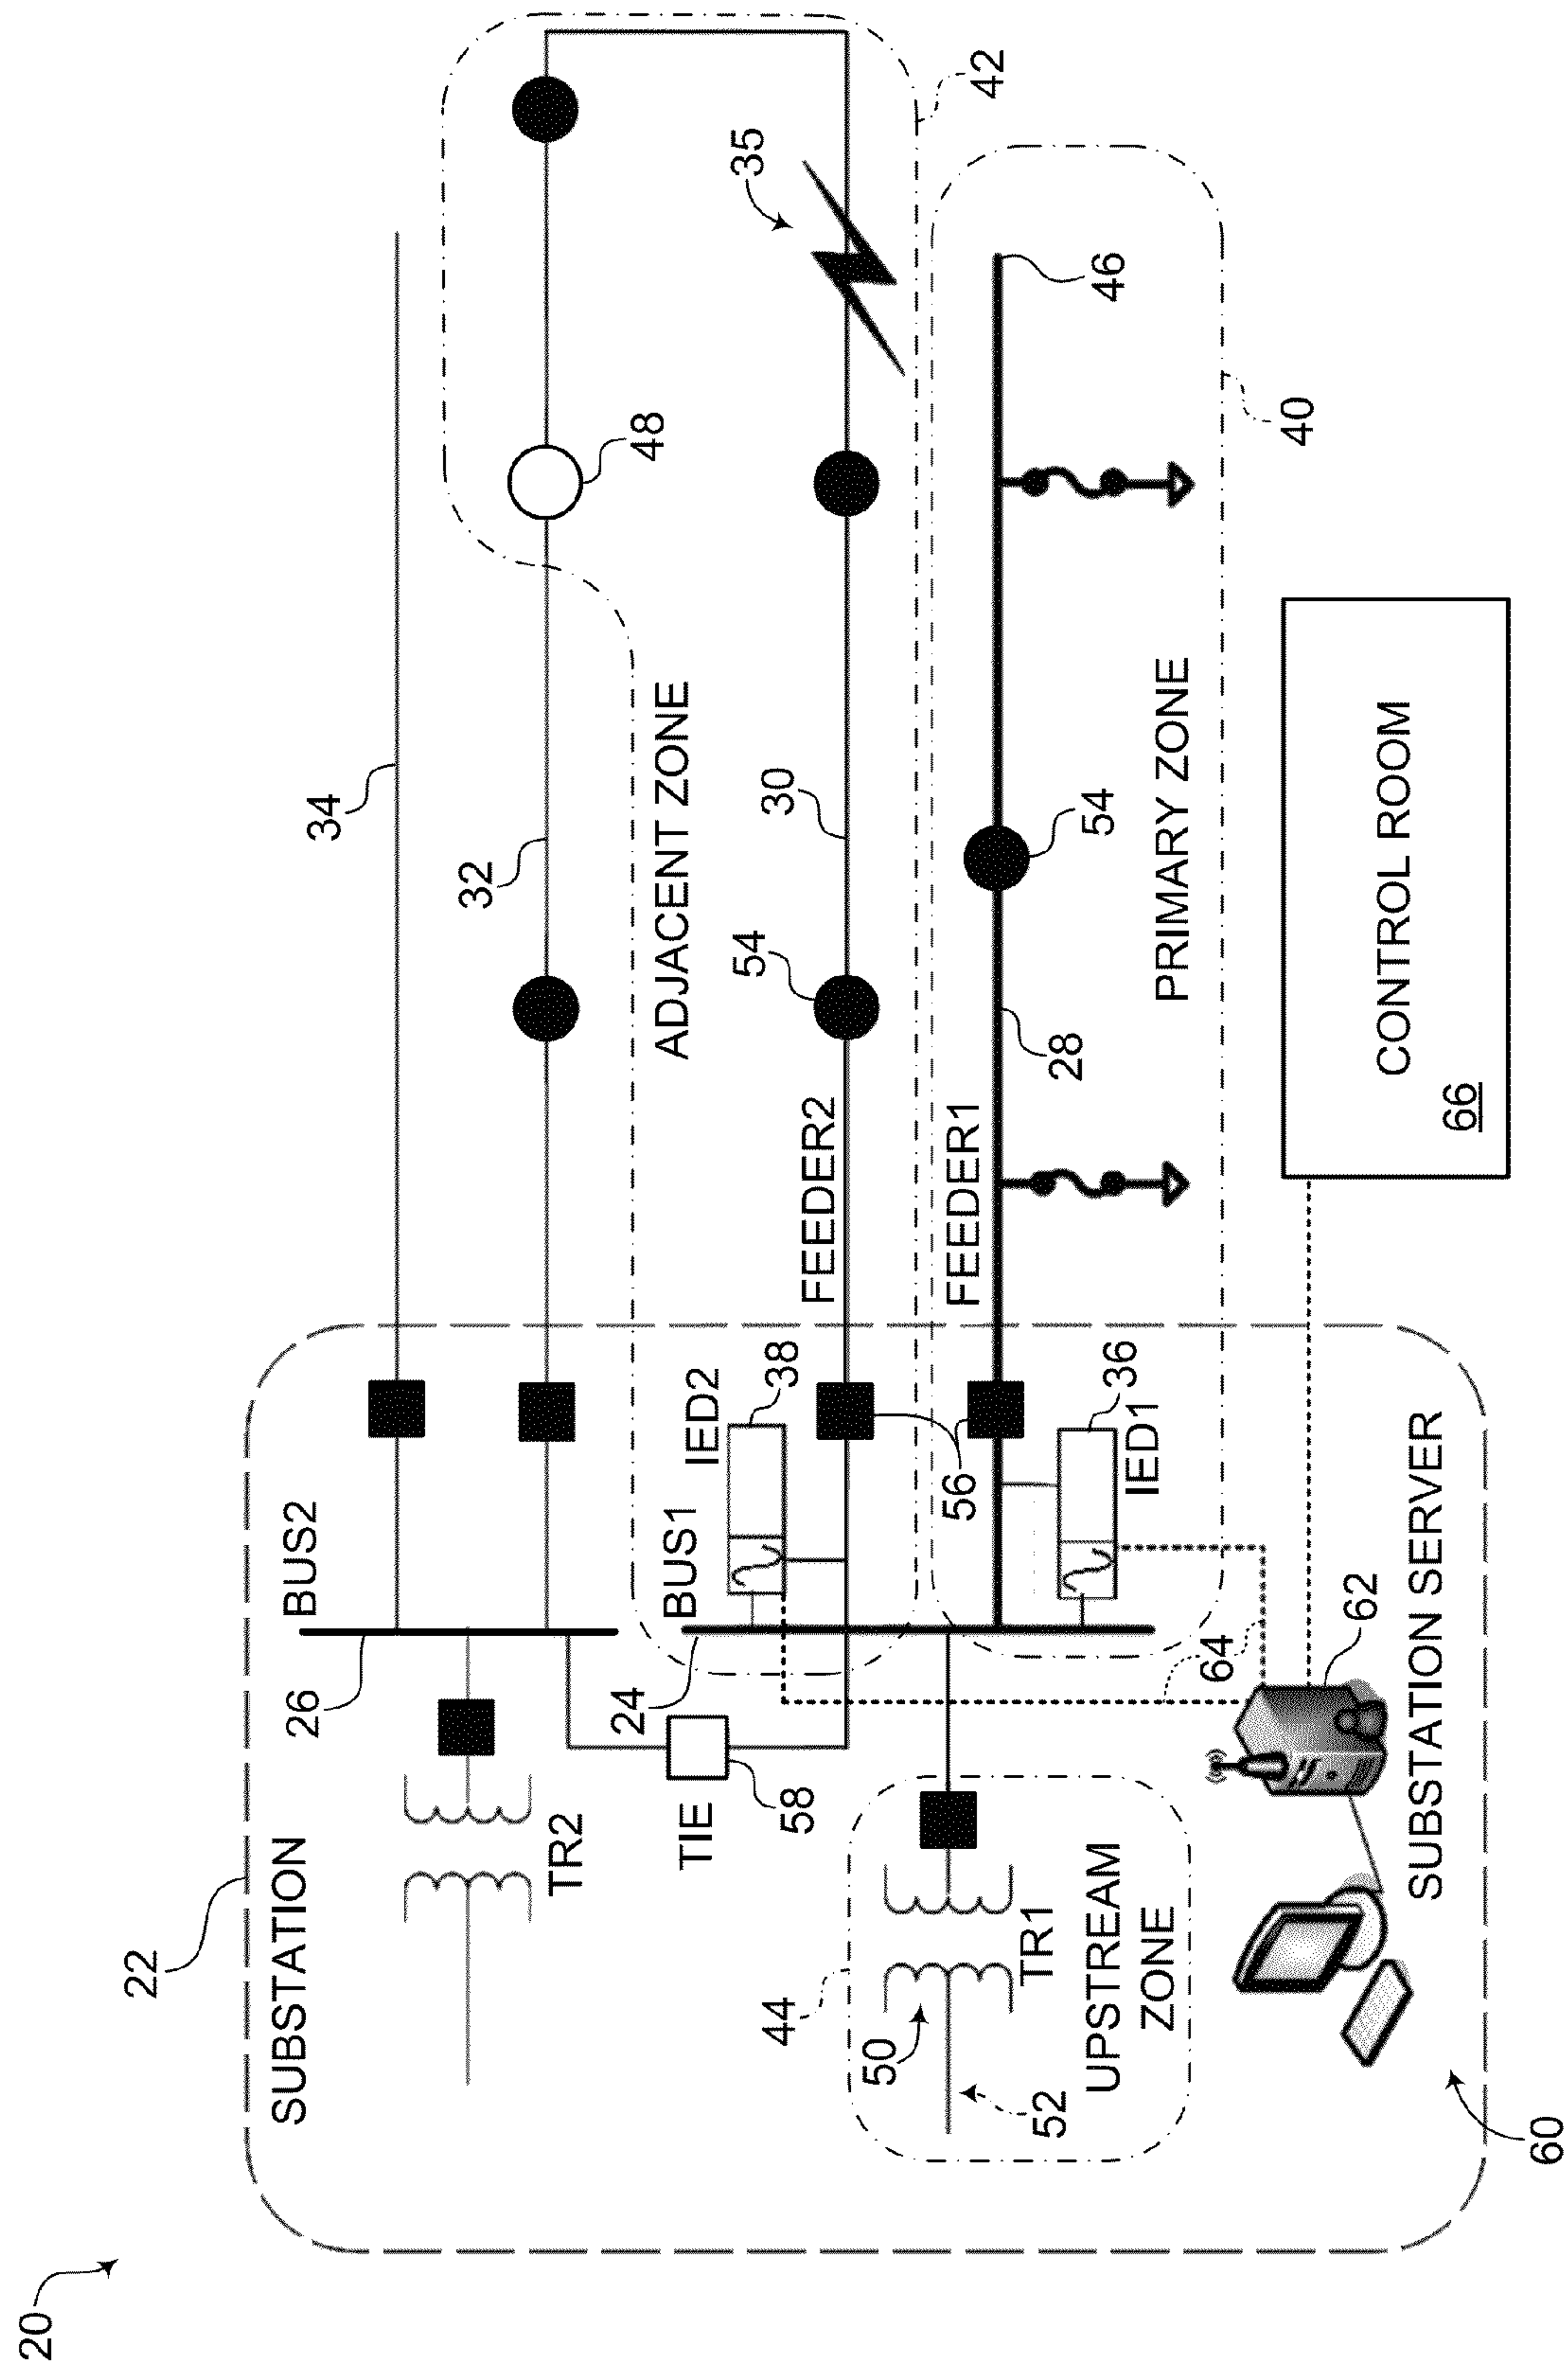 20
22
SUBSTATION
26
BUS2
34
32
48
TR2
TIE
58
24
BUS1
IED2
38
ADJACENT ZONE
FEEDER2
54
30
35
42
44
50
52
TR1
UPSTREAM
ZONE
56
FEEDER1
28
54
46
36
IED1
PRIMARY ZONE
40
64
62
SUBSTATION SERVER
60
CONTROL ROOM
66